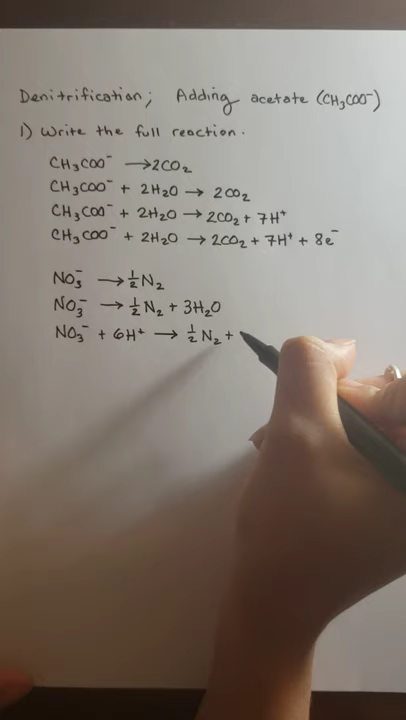 Denitrification; Adding acetate (CH₃COO⁻)
1) Write the full reaction.
CH₃COO⁻ → 2CO₂
CH₃COO⁻ + 2H₂O → 2CO₂
CH₃COO⁻ + 2H₂O → 2CO₂ + 7H⁺
CH₃COO⁻ + 2H₂O → 2CO₂ + 7H⁺ + 8e⁻
NO₃⁻ → ½N₂
NO₃⁻ → ½N₂ + 3H₂O
NO₃⁻ + 6H⁺ → ½N₂ +